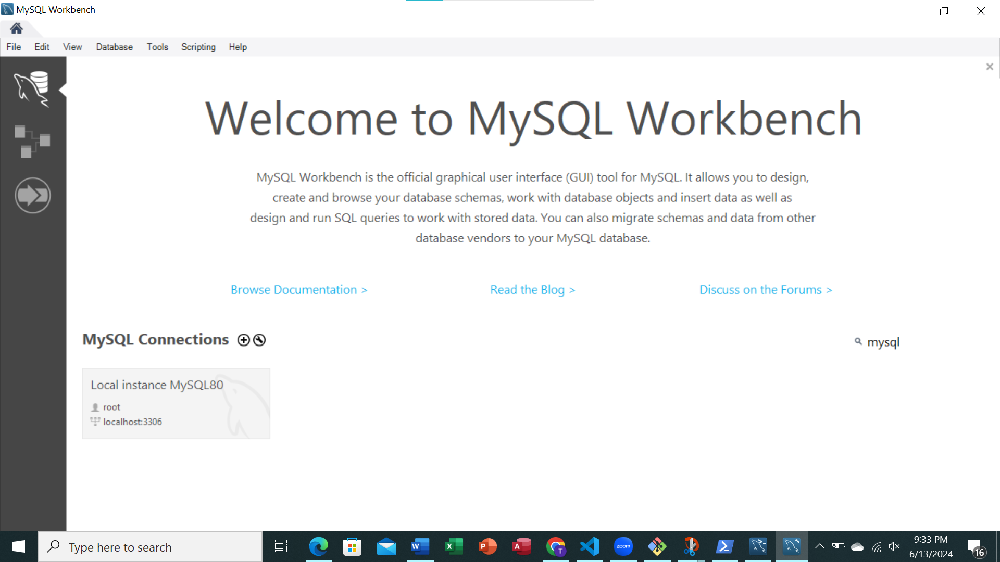 MySQL Workbench
File Edit View Database Tools Scripting Help
Welcome to MySQL Workbench
MySQL Workbench is the official graphical user interface (GUI) tool for MySQL. It allows you to design,
create and browse your database schemas, work with database objects and insert data as well as
design and run SQL queries to work with stored data. You can also migrate schemas and data from other
database vendors to your MySQL database.
Browse Documentation > Read the Blog > Discuss on the Forums >
MySQL Connections
mysql
Local instance MySQL80
root
localhost:3306
Type here to search
W
X
P
A
T
zoom
9:33 PM
6/13/2024
16